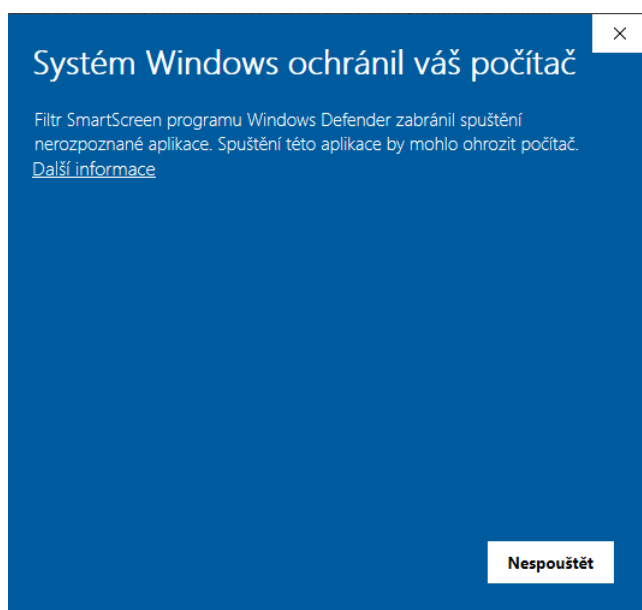 Systém Windows ochránil váš počítač
Filtr SmartScreen programu Windows Defender zabránil spuštění
nerozpoznané aplikace. Spuštění této aplikace by mohlo ohrozit počítač.
Další informace
Nespouštět